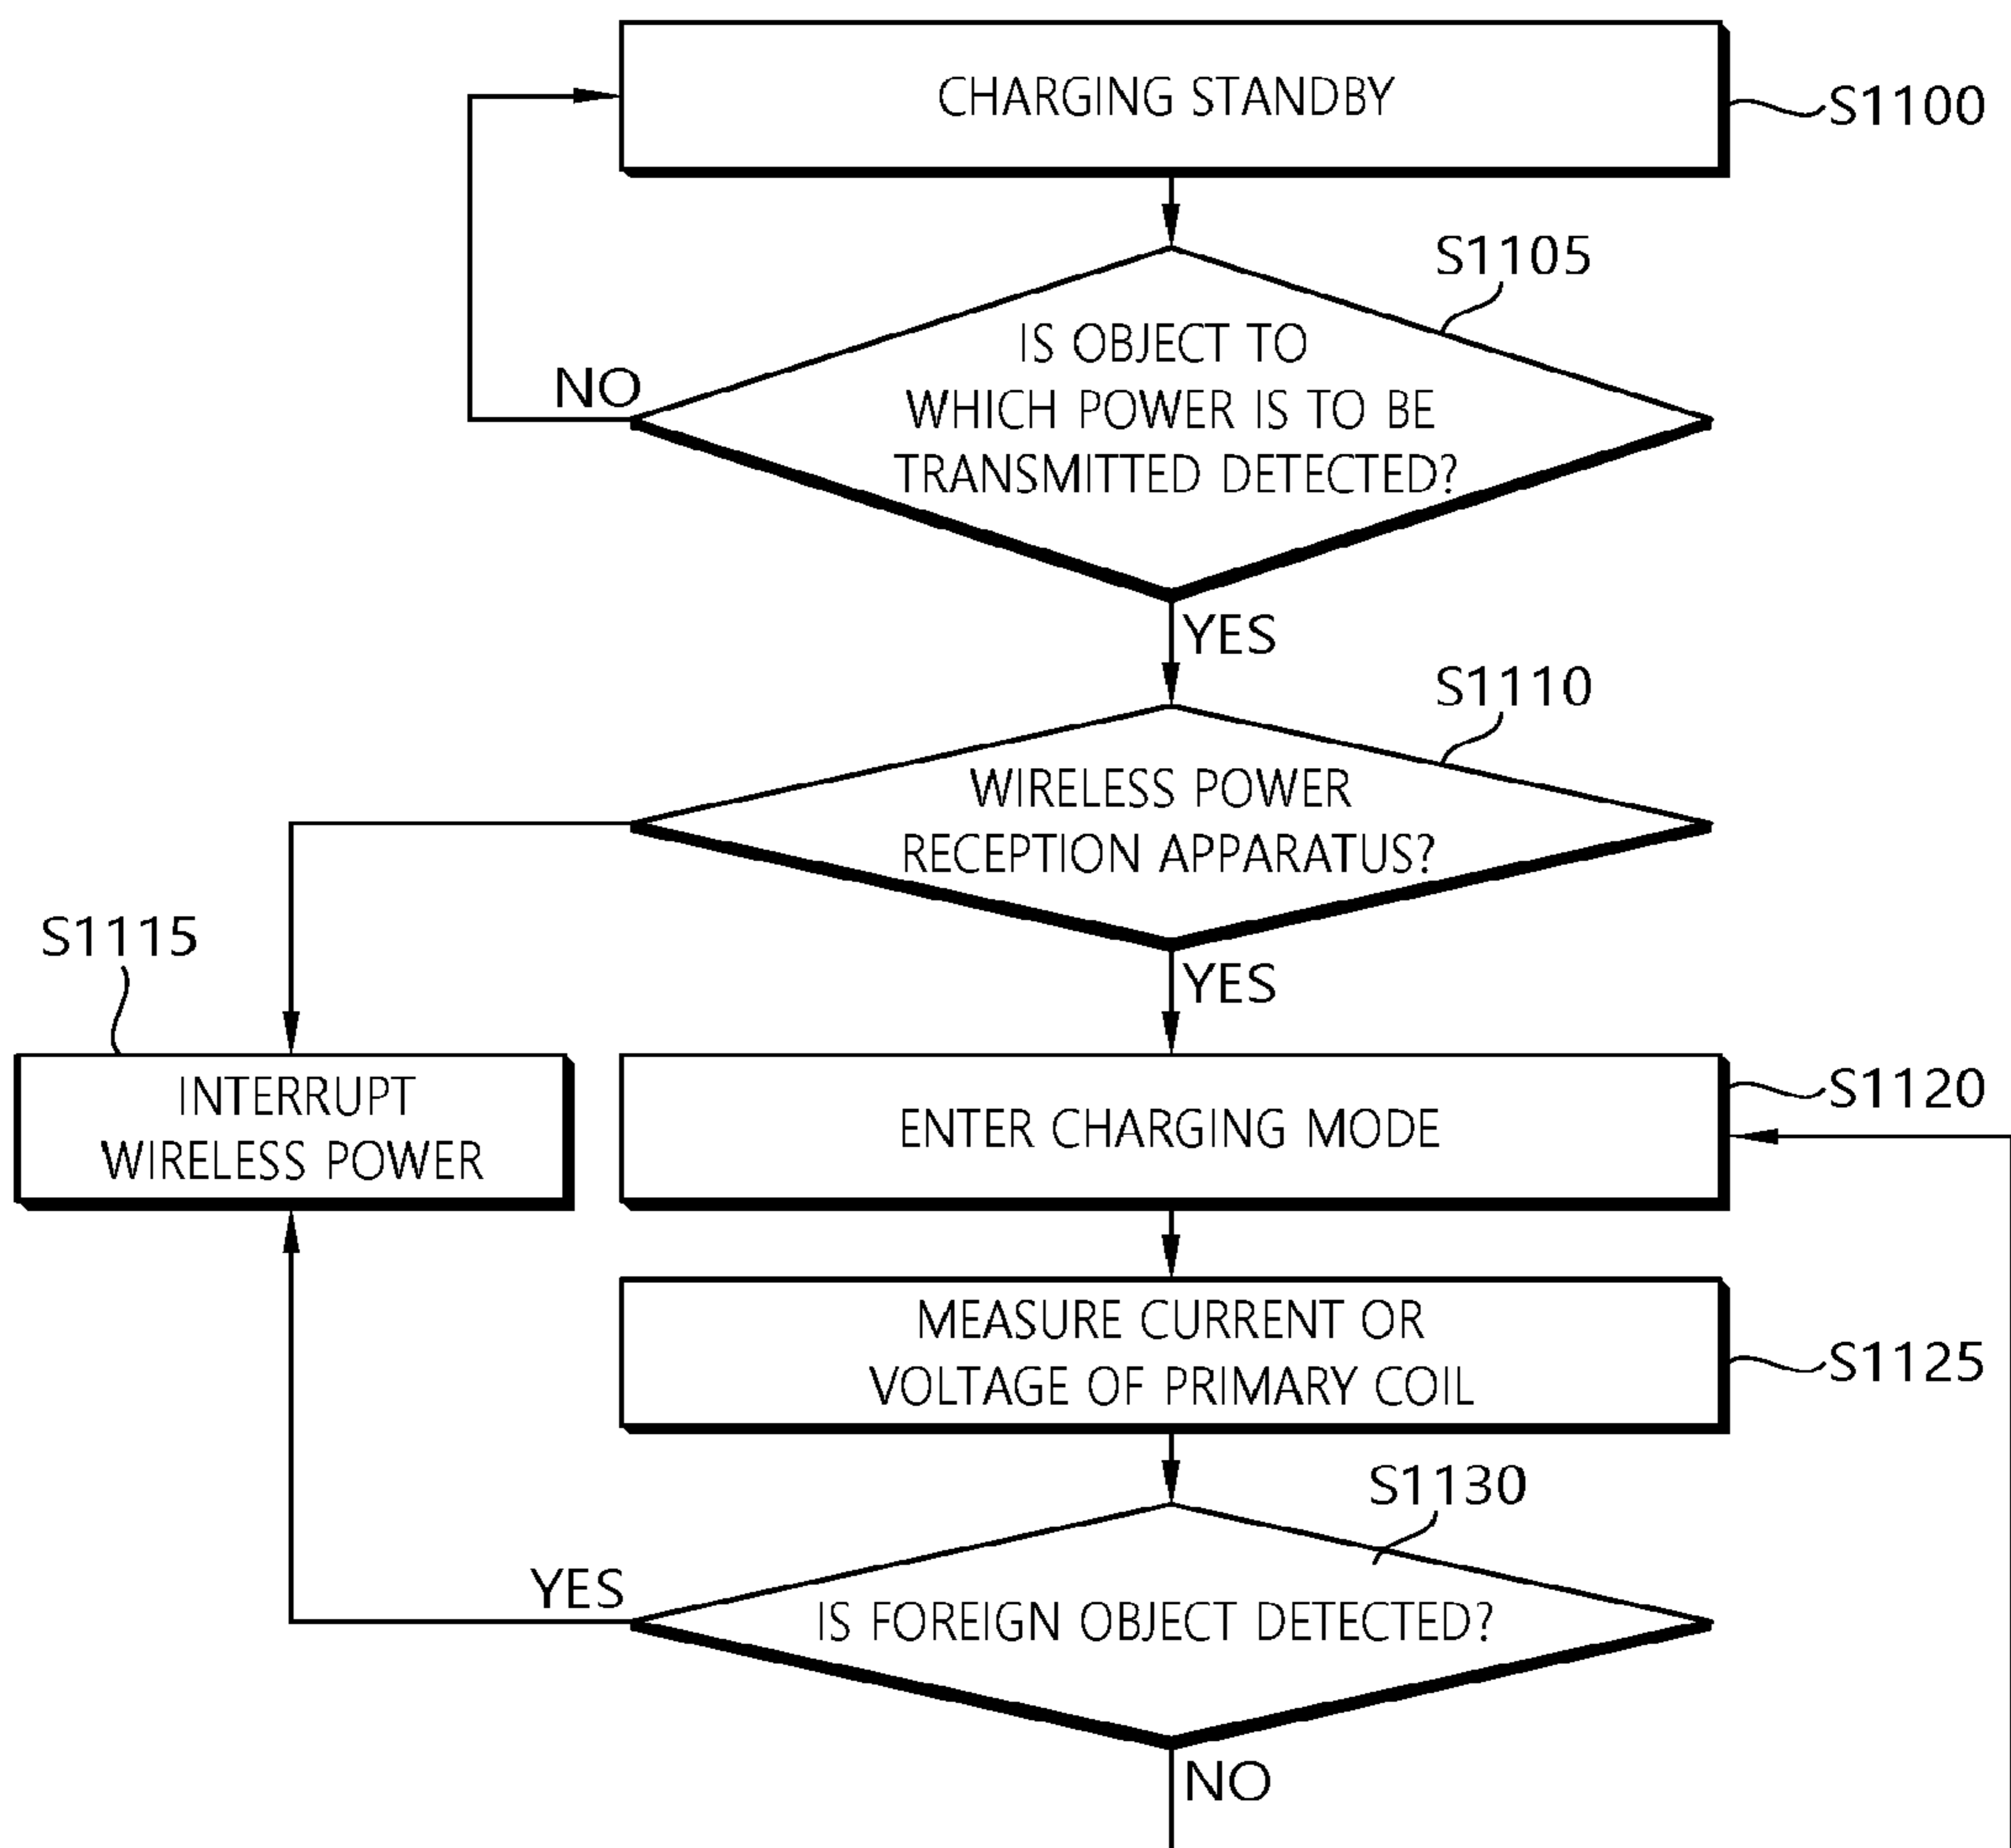 CHARGING STANDBY
S1100
S1105
IS OBJECT TO
WHICH POWER IS TO BE
TRANSMITTED DETECTED?
NO
YES
S1110
WIRELESS POWER
RECEPTION APPARATUS?
YES
S1115
INTERRUPT
WIRELESS POWER
ENTER CHARGING MODE
S1120
MEASURE CURRENT OR
VOLTAGE OF PRIMARY COIL
S1125
S1130
IS FOREIGN OBJECT DETECTED?
YES
NO